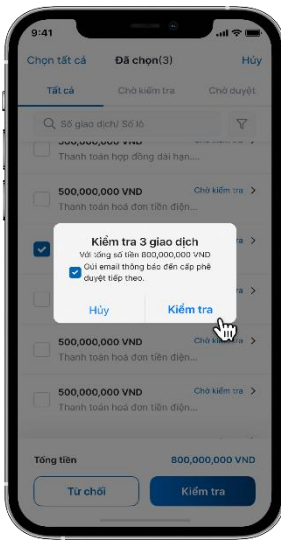 9:41
Chọn tất cả Đã chọn(3) Hủy
Tất cả Chờ kiểm tra Chờ duyệt
Số giao dịch/ Số lô
Thanh toán hợp đồng dài hạn....
500,000,000 VND Chờ kiểm tra >
Thanh toán hoá đơn tiền điện...
Kiểm tra 3 giao dịch
Với tổng số tiền 800,000,000 VND
Gửi email thông báo đến cấp phê
duyệt tiếp theo.
Hủy Kiểm tra
500,000,000 VND Chờ kiểm tra >
Thanh toán hoá đơn tiền điện...
500,000,000 VND Chờ kiểm tra >
Thanh toán hoá đơn tiền điện...
Tổng tiền 800,000,000 VND
Từ chối Kiểm tra